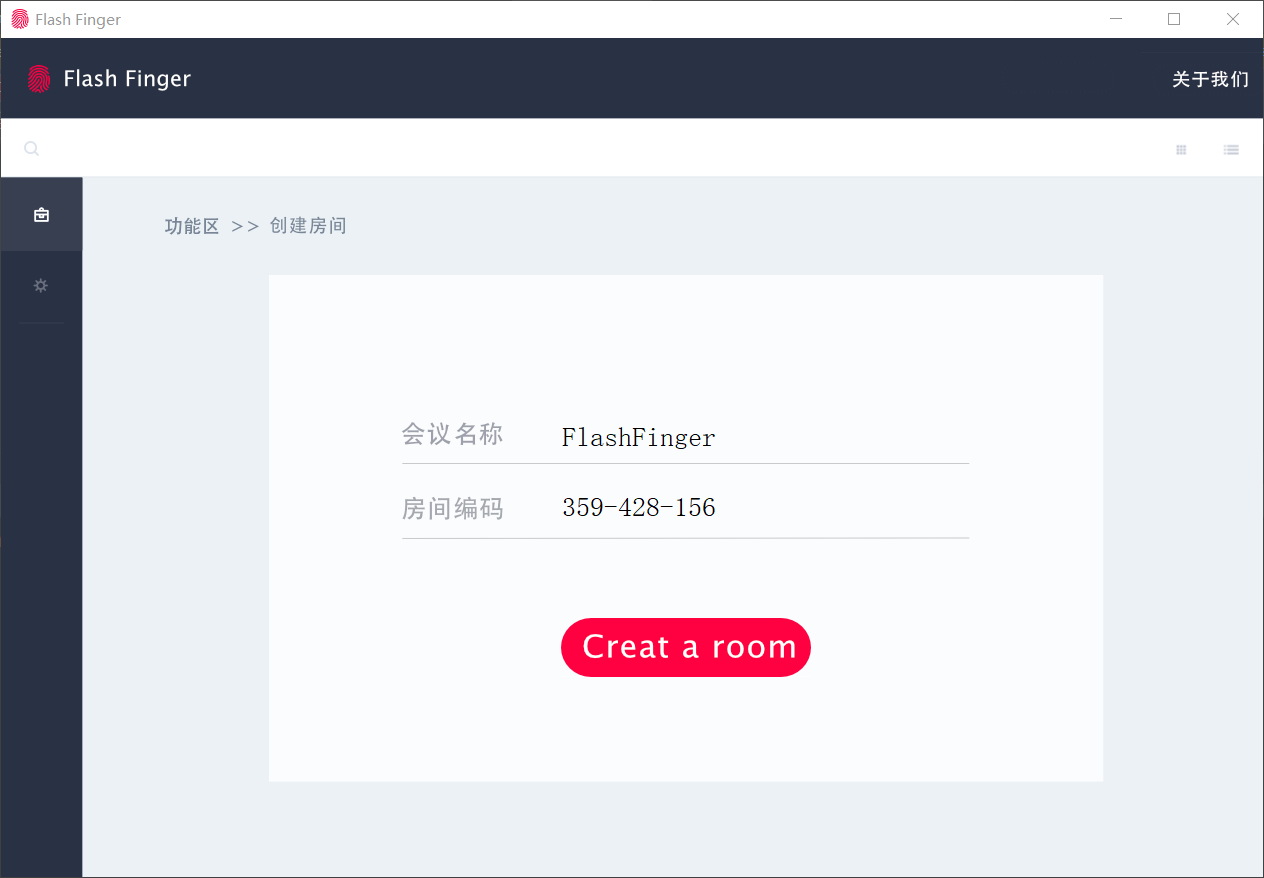 Flash Finger
Flash Finger
关于我们
功能区 >> 创建房间
会议名称 FlashFinger
房间编码 359-428-156
Creat a room